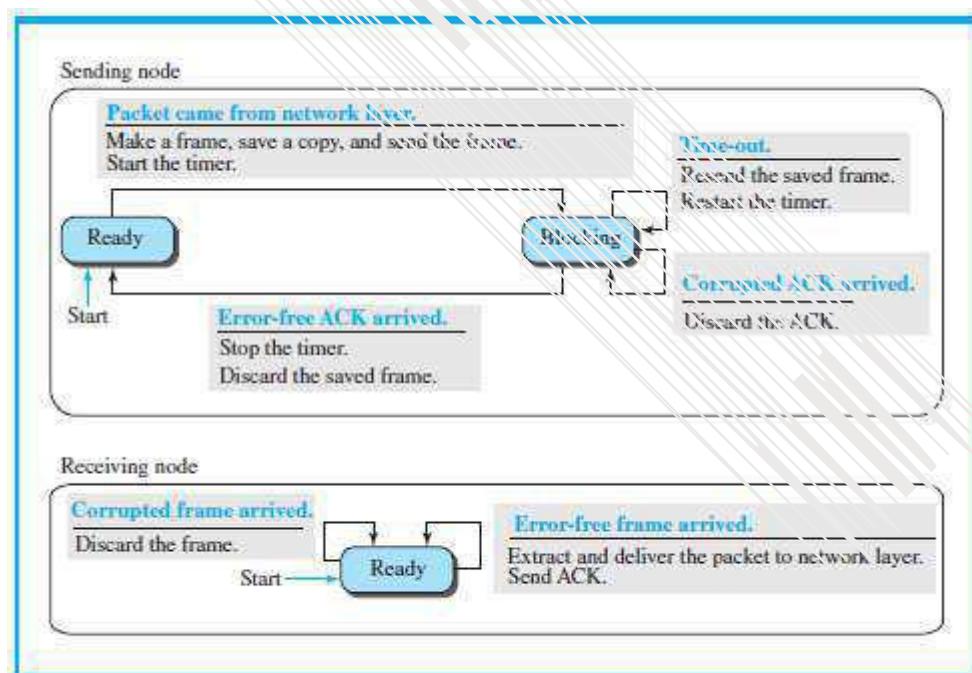 Sending node
Packet came from network layer.
Make a frame, save a copy, and send the frame.
Start the timer.
Time-out.
Resend the saved frame.
Restart the timer.
Ready
Blocking
Start
Error-free ACK arrived.
Stop the timer.
Discard the saved frame.
Corrupted ACK arrived.
Discard the ACK.
Receiving node
Corrupted frame arrived.
Discard the frame.
Start
Ready
Error-free frame arrived.
Extract and deliver the packet to network layer.
Send ACK.